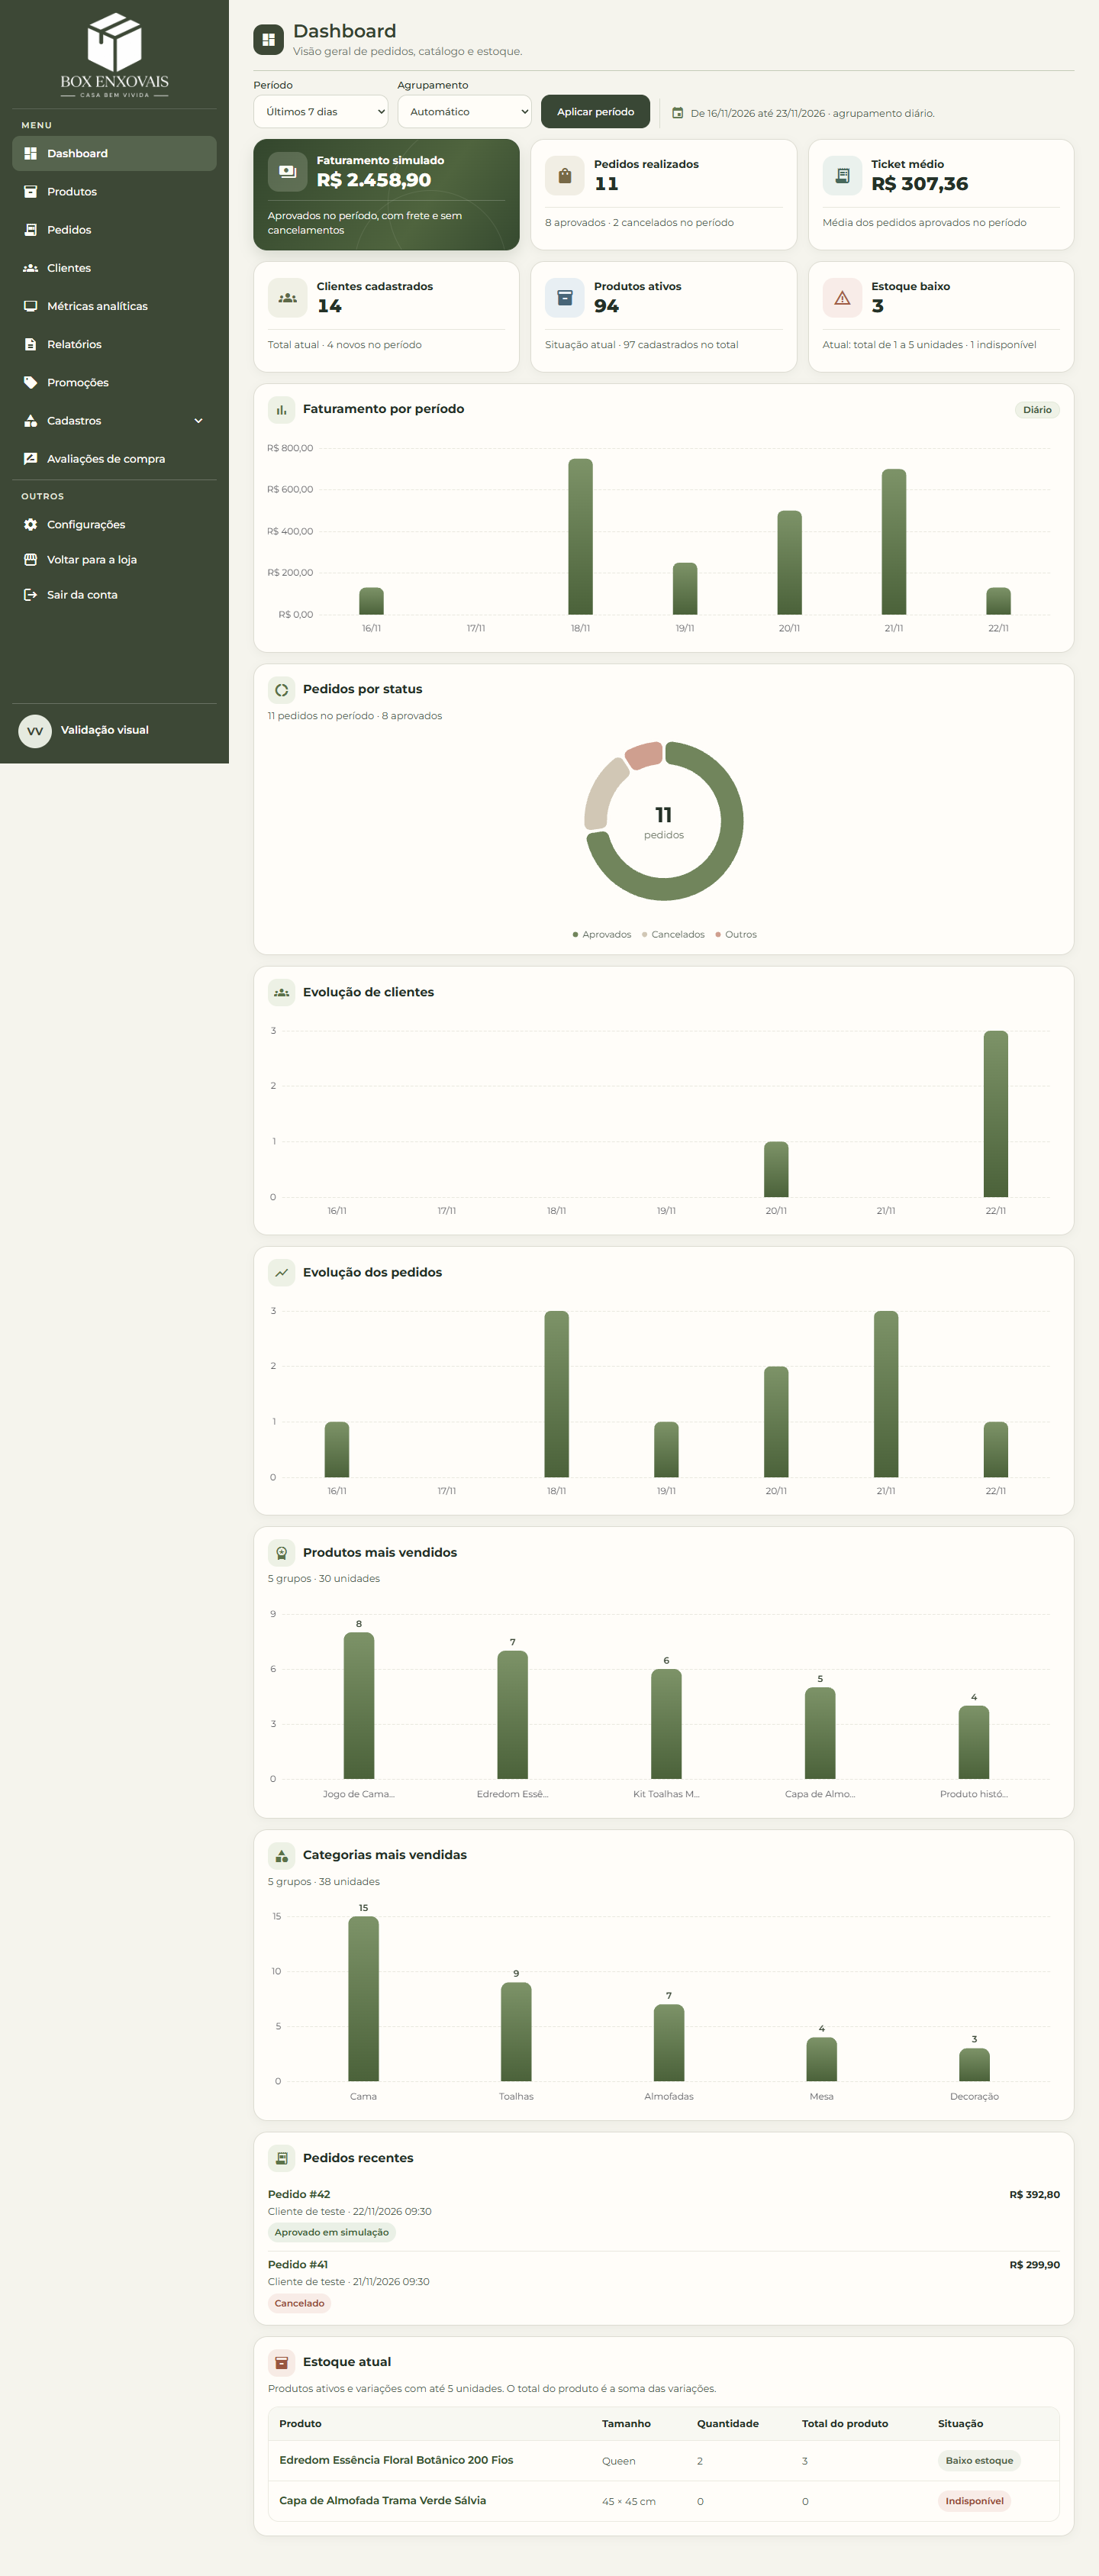 BOX ENXOVAIS
CASA BEM VIVIDA
MENU
Dashboard
Produtos
Pedidos
Clientes
Métricas analíticas
Relatórios
Promoções
Cadastros
Avaliações de compra
OUTROS
Configurações
Voltar para a loja
Sair da conta
VV
Validação visual
Dashboard
Visão geral de pedidos, catálogo e estoque.
Período
Agrupamento
Últimos 7 dias
Automático
Aplicar período
De 16/11/2026 até 23/11/2026 · agrupamento diário.
Faturamento simulado
R$ 2.458,90
Aprovados no período, com frete e sem
cancelamentos
Pedidos realizados
11
8 aprovados · 2 cancelados no período
Ticket médio
R$ 307,36
Média dos pedidos aprovados no período
Clientes cadastrados
14
Total atual · 4 novos no período
Produtos ativos
94
Situação atual · 97 cadastrados no total
Estoque baixo
3
Atual: total de 1 a 5 unidades · 1 indisponível
Faturamento por período
Diário
R$ 800,00
R$ 600,00
R$ 400,00
R$ 200,00
R$ 0,00
16/11 17/11 18/11 19/11 20/11 21/11 22/11
Pedidos por status
11 pedidos no período · 8 aprovados
11
pedidos
Aprovados Cancelados Outros
Evolução de clientes
3
2
1
0
16/11 17/11 18/11 19/11 20/11 21/11 22/11
Evolução dos pedidos
3
2
1
0
16/11 17/11 18/11 19/11 20/11 21/11 22/11
Produtos mais vendidos
5 grupos · 30 unidades
9
6
3
0
8
7
6
5
4
Jogo de Cama... Edredom Essê... Kit Toalhas M... Capa de Almo... Produto histó...
Categorias mais vendidas
5 grupos · 38 unidades
15
10
5
0
15
9
7
4
3
Cama Toalhas Almofadas Mesa Decoração
Pedidos recentes
Pedido #42 R$ 392,80
Cliente de teste · 22/11/2026 09:30
Aprovado em simulação
Pedido #41 R$ 299,90
Cliente de teste · 21/11/2026 09:30
Cancelado
Estoque atual
Produtos ativos e variações com até 5 unidades. O total do produto é a soma das variações.
Produto Tamanho Quantidade Total do produto Situação
Edredom Essência Floral Botânico 200 Fios Queen 2 3 Baixo estoque
Capa de Almofada Trama Verde Sálvia 45 × 45 cm 0 0 Indisponível